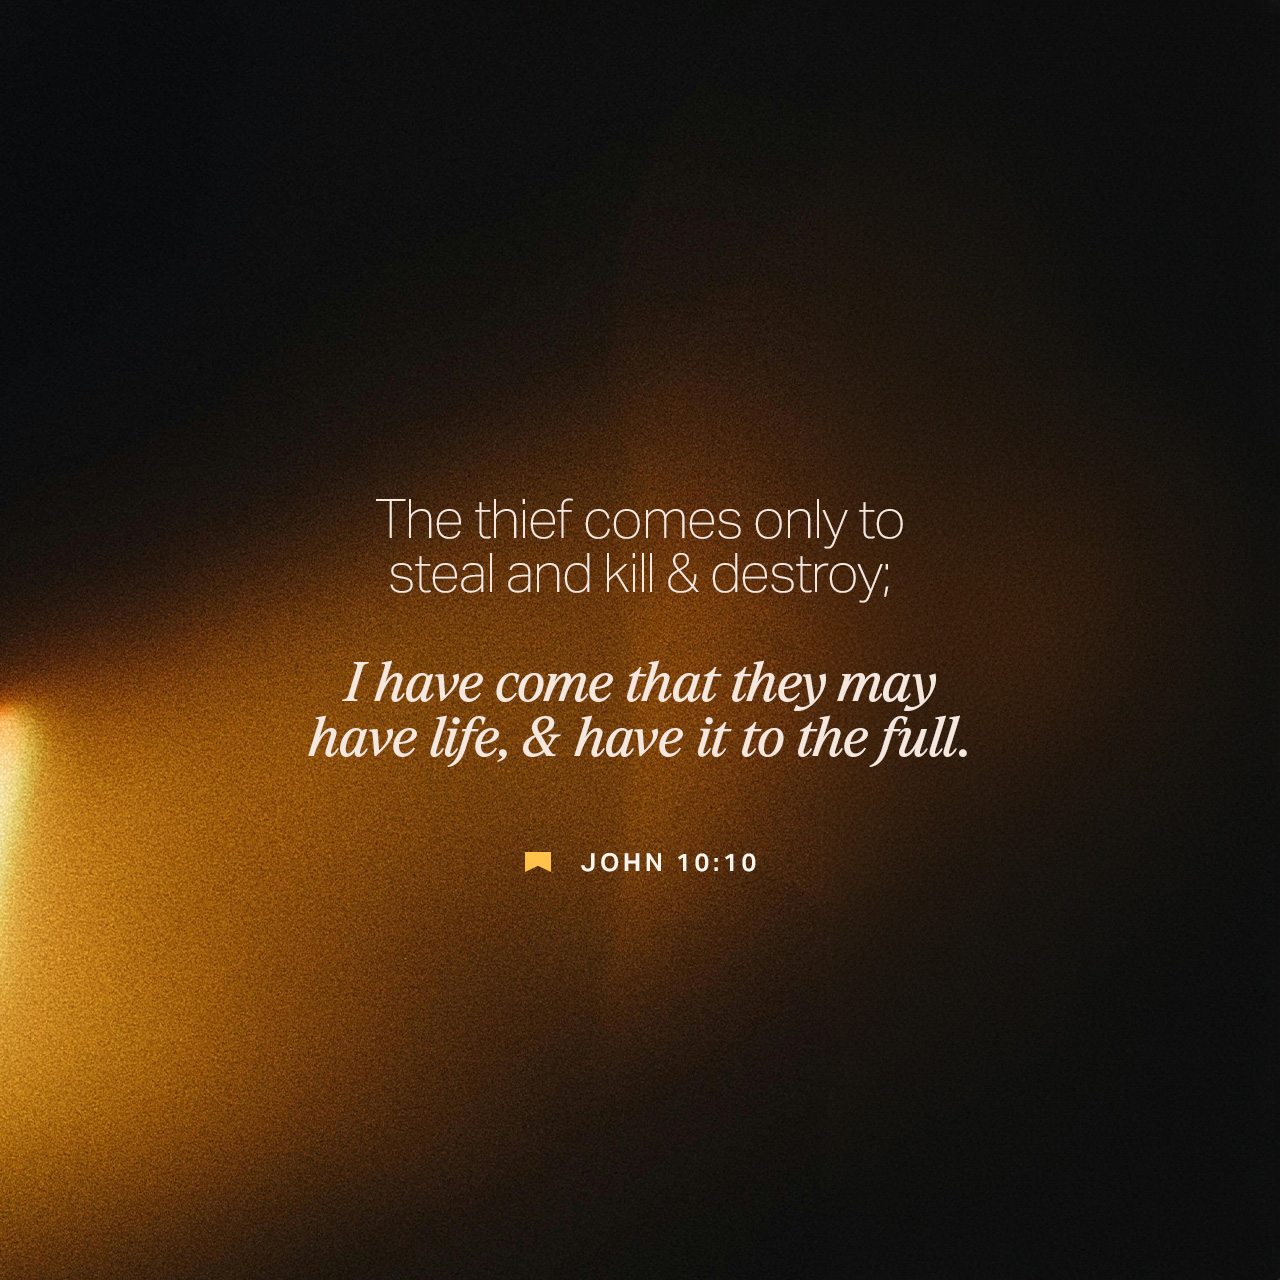 The thief comes only to
steal and kill & destroy;
I have come that they may
have life, & have it to the full.
JOHN 10:10